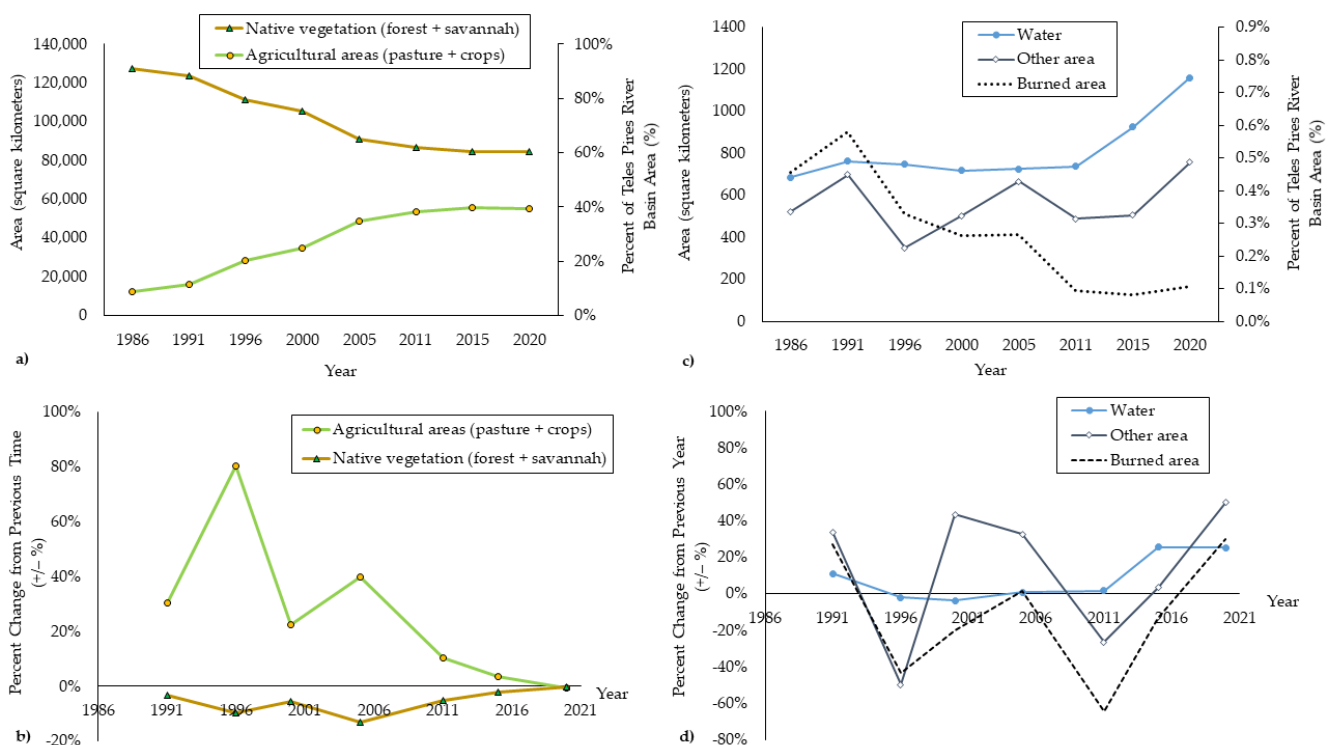 Native vegetation (forest + savannah)
Agricultural areas (pasture + crops)
140,000
120,000
100,000
80,000
60,000
40,000
20,000
0
Area (square kilometers)
100%
80%
60%
40%
20%
0%
Percent of Teles Pires River
Basin Area (%)
1986 1991 1996 2000 2005 2011 2015 2020
Year
a)
Water
Other area
Burned area
1400
1200
1000
800
600
400
200
0
Area (square kilometers)
0.9%
0.8%
0.7%
0.6%
0.5%
0.4%
0.3%
0.2%
0.1%
0.0%
Percent of Teles Pires River
Basin Area (%)
1986 1991 1996 2000 2005 2011 2015 2020
Year
c)
Agricultural areas (pasture + crops)
Native vegetation (forest + savannah)
100%
80%
60%
40%
20%
0%
-20%
Percent Change from Previous Time
(+/− %)
1986 1991 1996 2001 2006 2011 2016 2021
Year
b)
Water
Other area
Burned area
100%
80%
60%
40%
20%
0%
-20%
-40%
-60%
-80%
Percent Change from Previous Year
(+/− %)
1986 1991 1996 2001 2006 2011 2016 2021
Year
d)